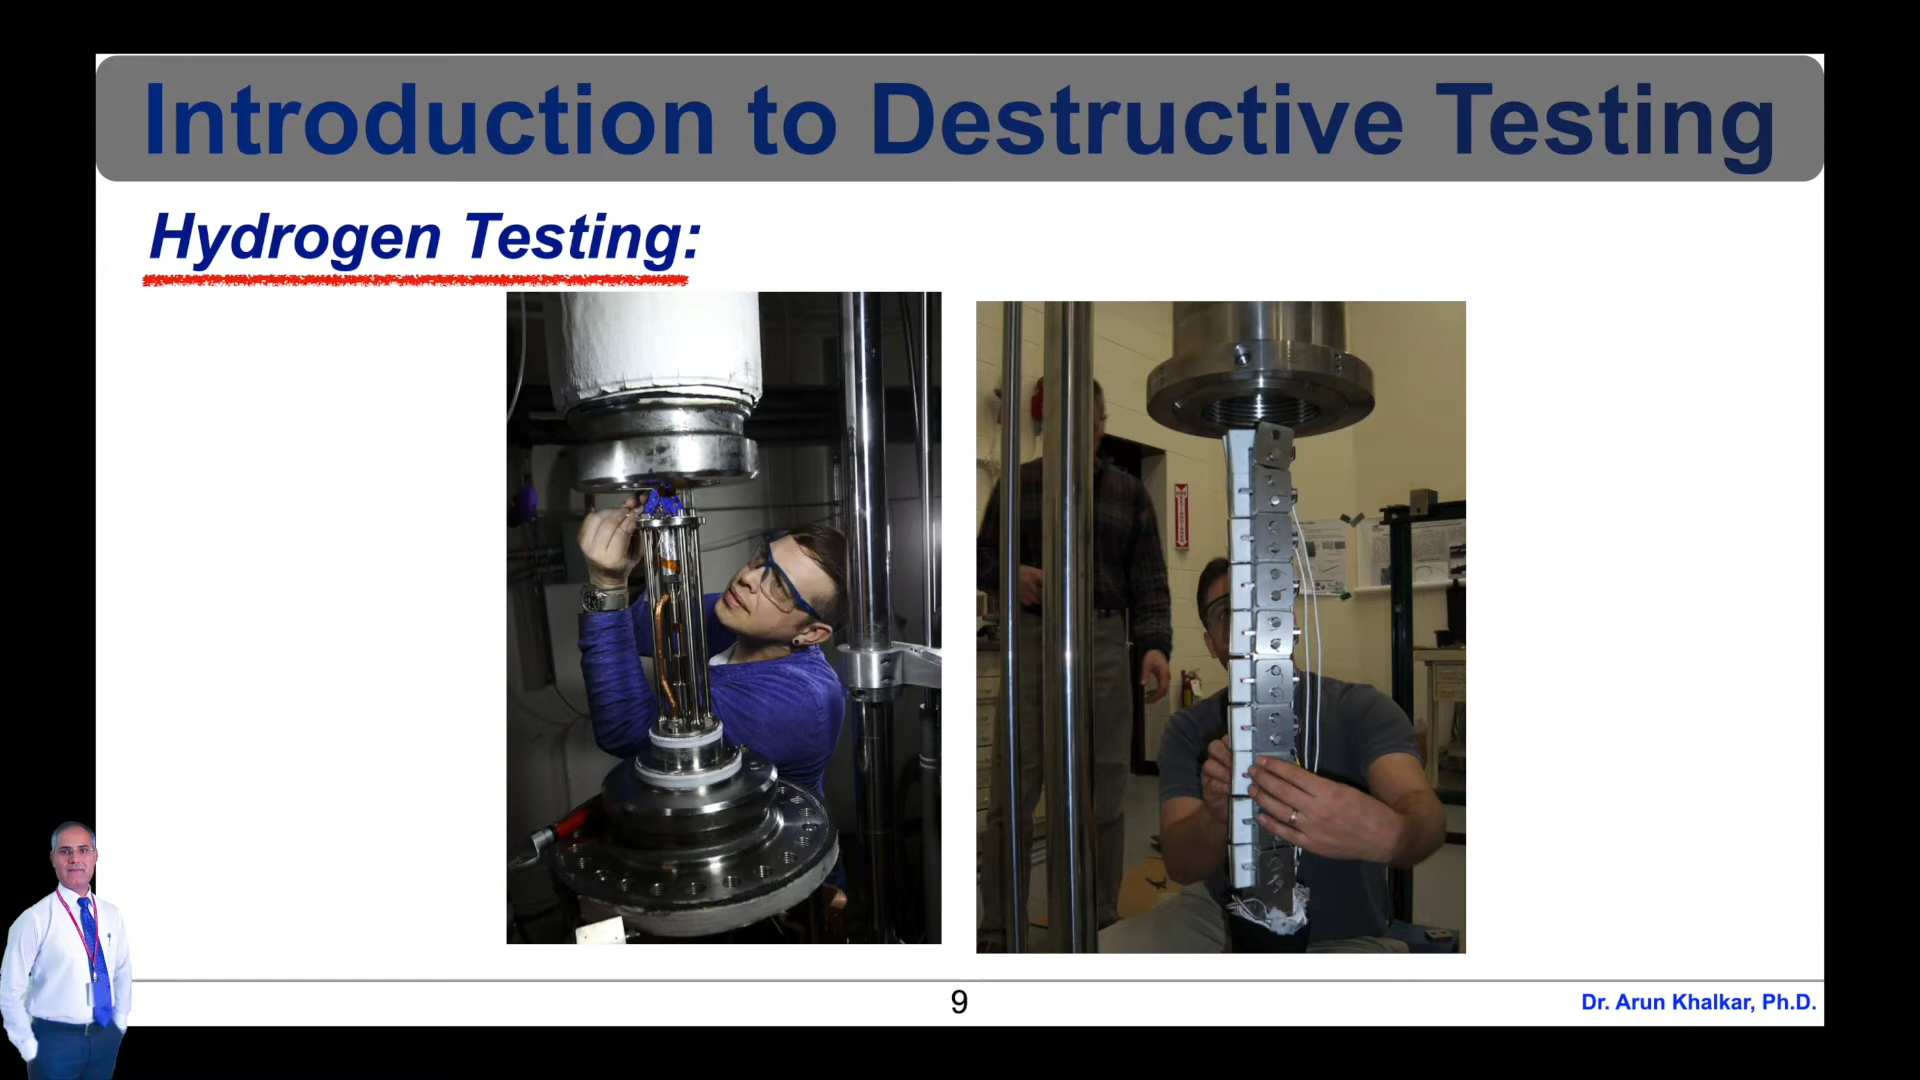 Introduction to Destructive Testing
Hydrogen Testing:
9
Dr. Arun Khalkar, Ph.D.